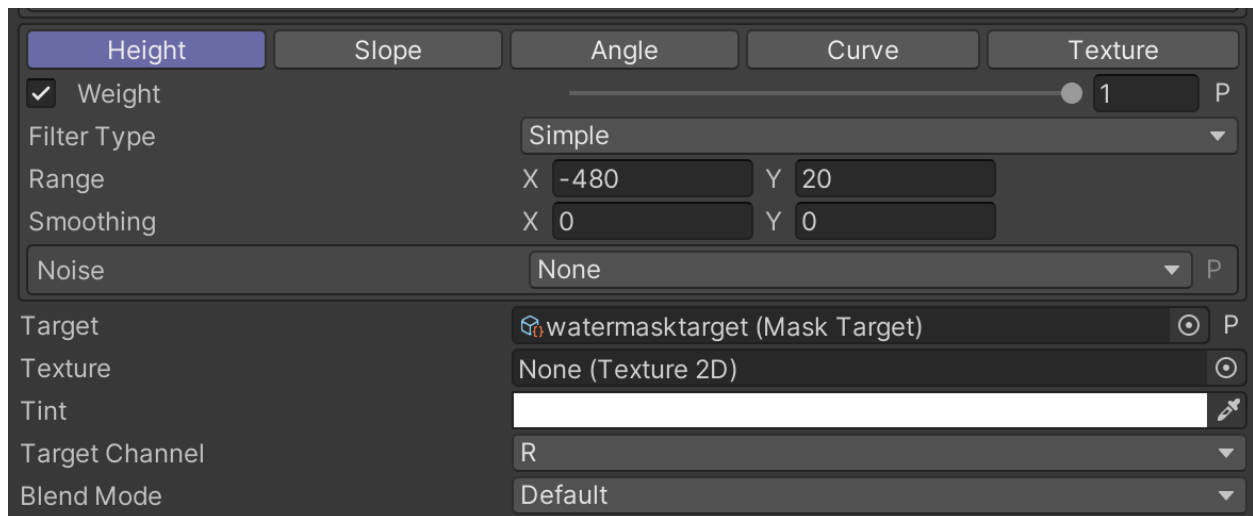 Height Slope Angle Curve Texture
Weight 1 P
Filter Type Simple
Range X -480 Y 20
Smoothing X 0 Y 0
Noise None P
Target watermasktarget (Mask Target) P
Texture None (Texture 2D)
Tint
Target Channel R
Blend Mode Default